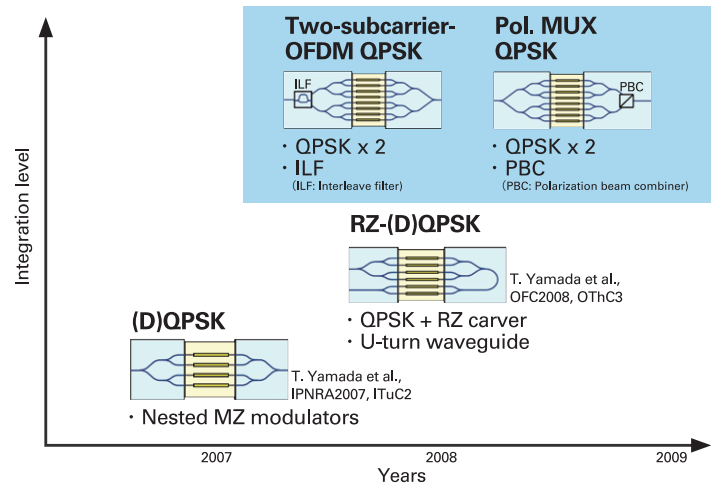 Two-subcarrier-
OFDM QPSK
ILF
· QPSK x 2
· ILF
(ILF: Interleave filter)
Pol. MUX
QPSK
PBC
· QPSK x 2
· PBC
(PBC: Polarization beam combiner)
RZ-(D)QPSK
T. Yamada et al.,
OFC2008, OThC3
· QPSK + RZ carver
· U-turn waveguide
(D)QPSK
T. Yamada et al.,
IPNRA2007, ITuC2
· Nested MZ modulators
Integration level
2007
2008
2009
Years